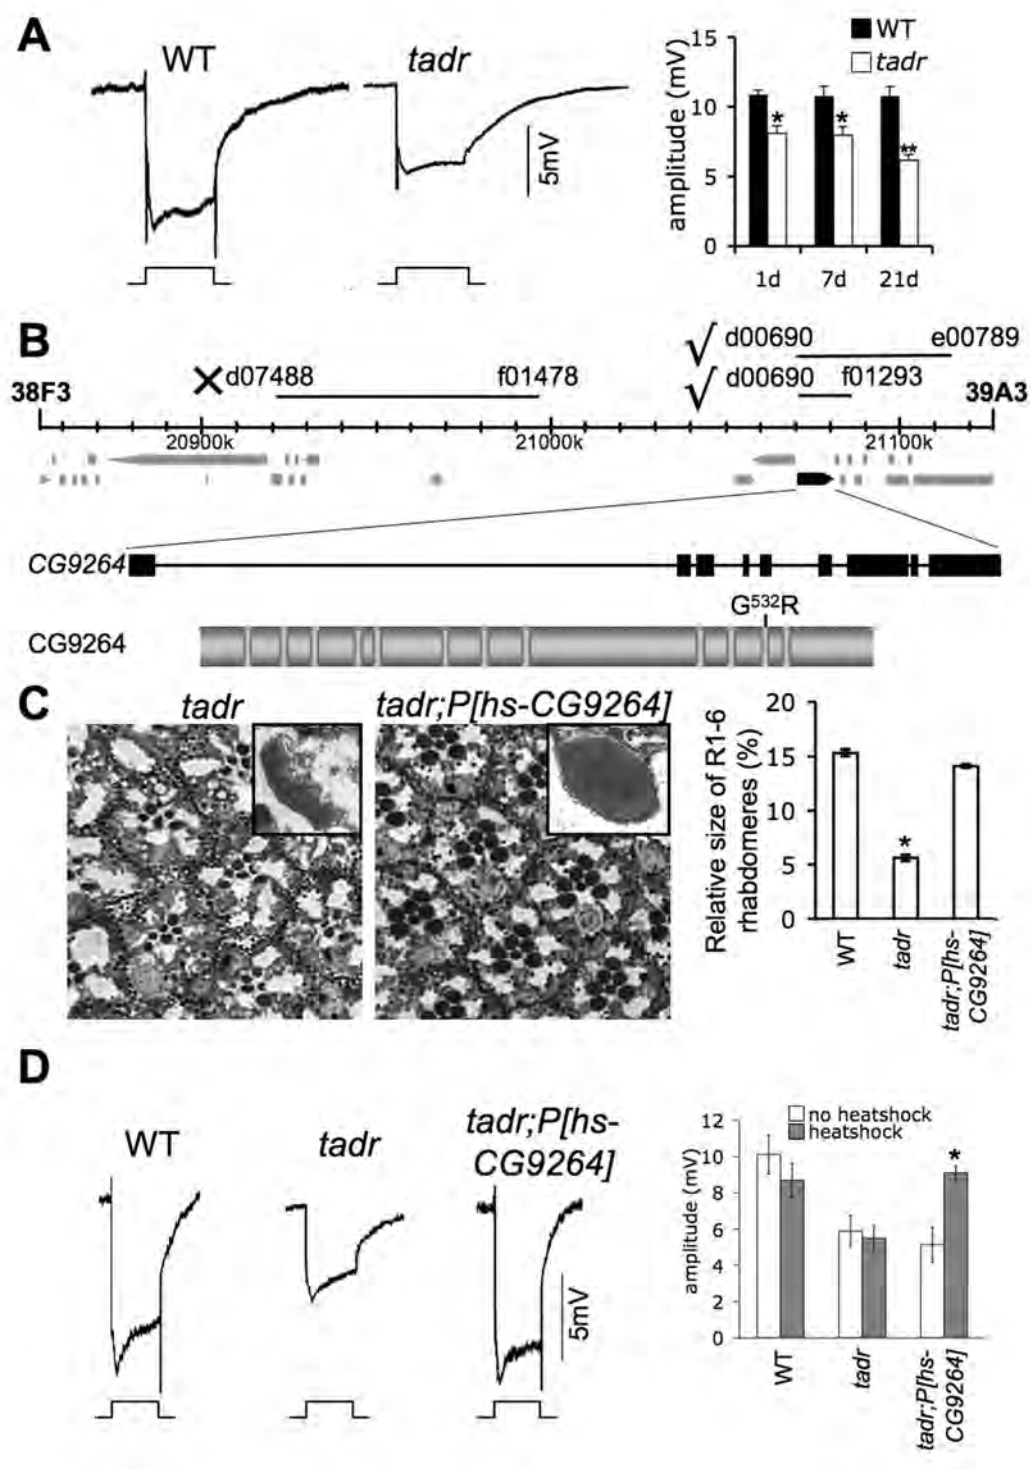 A
WT
tadr
5mV
amplitude (mV)
15
10
5
0
WT
tadr
*
*
**
1d
7d
21d
B
d00690
e00789
d07488
f01478
d00690
f01293
38F3
39A3
20900k
21000k
21100k
CG9264
G532R
CG9264
C
tadr
tadr;P[hs-CG9264]
Relative size of R1-6
rhabdomeres (%)
20
15
10
5
0
*
WT
tadr
tadr;P[hs-
CG9264]
D
WT
tadr
tadr;P[hs-
CG9264]
5mV
amplitude (mV)
12
10
8
6
4
2
0
no heatshock
heatshock
*
WT
tadr
tadr;P[hs-
CG9264]